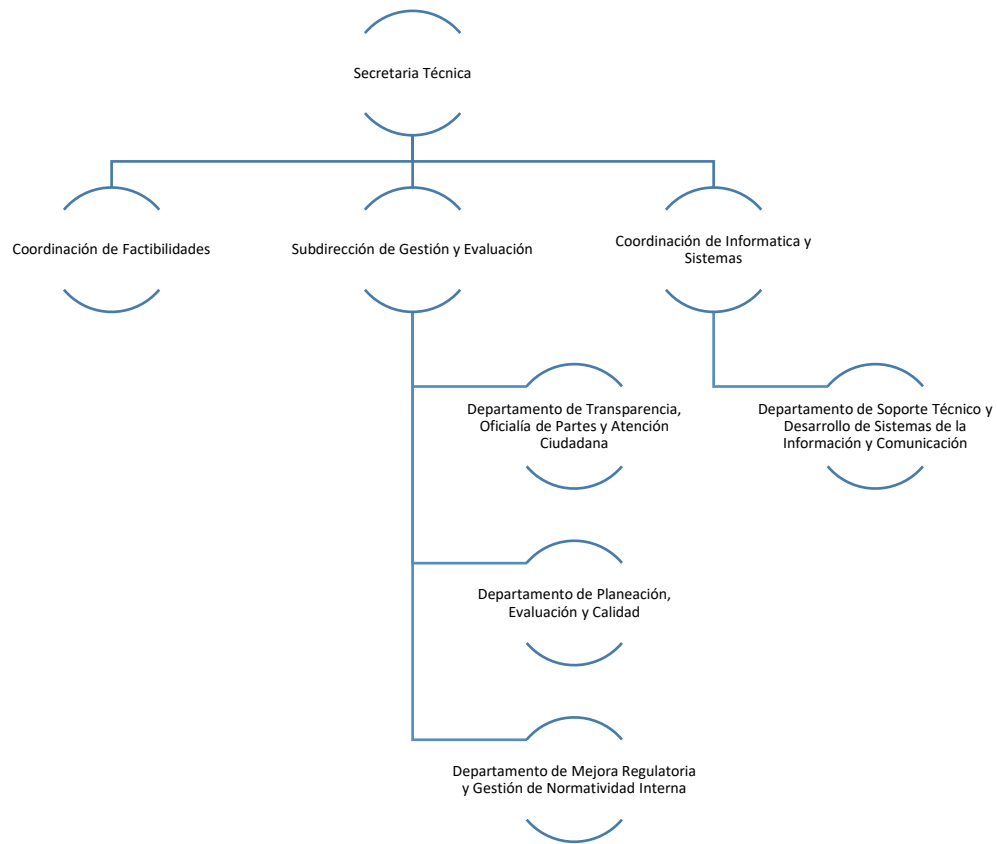 Secretaria Técnica
Coordinación de Factibilidades
Subdirección de Gestión y Evaluación
Coordinación de Informatica y
Sistemas
Departamento de Transparencia,
Oficialía de Partes y Atención
Ciudadana
Departamento de Soporte Técnico y
Desarrollo de Sistemas de la
Información y Comunicación
Departamento de Planeación,
Evaluación y Calidad
Departamento de Mejora Regulatoria
y Gestión de Normatividad Interna